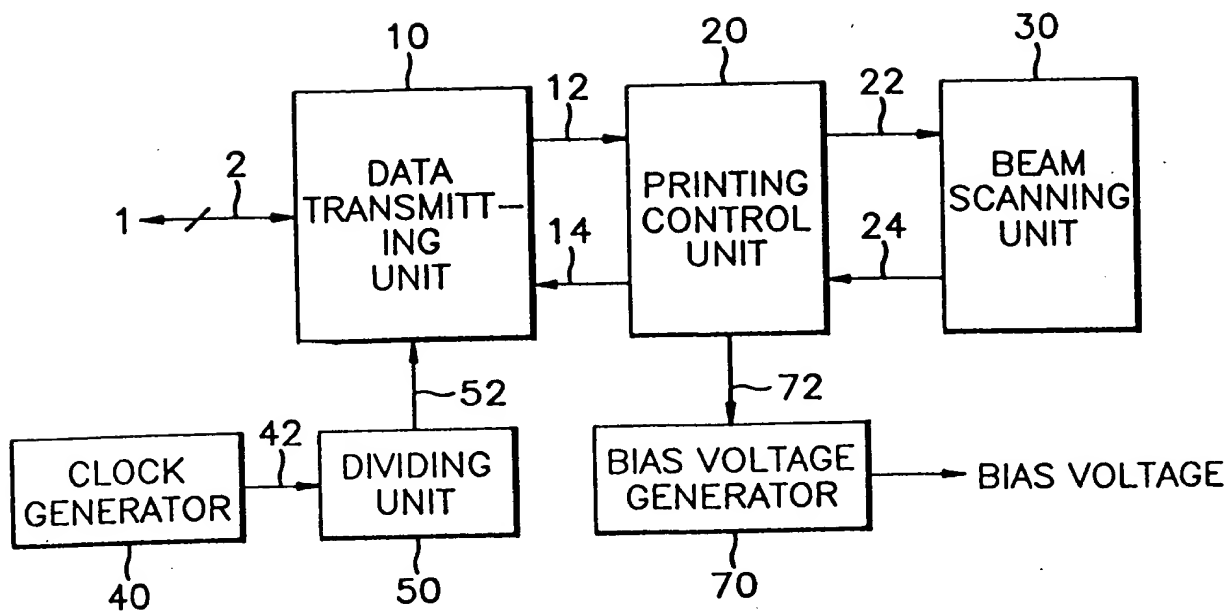 10
20
30
12
22
2
1
DATA
TRANSMITT-
ING
UNIT
PRINTING
CONTROL
UNIT
BEAM
SCANNING
UNIT
14
24
52
72
42
CLOCK
GENERATOR
DIVIDING
UNIT
BIAS VOLTAGE
GENERATOR
BIAS VOLTAGE
40
50
70